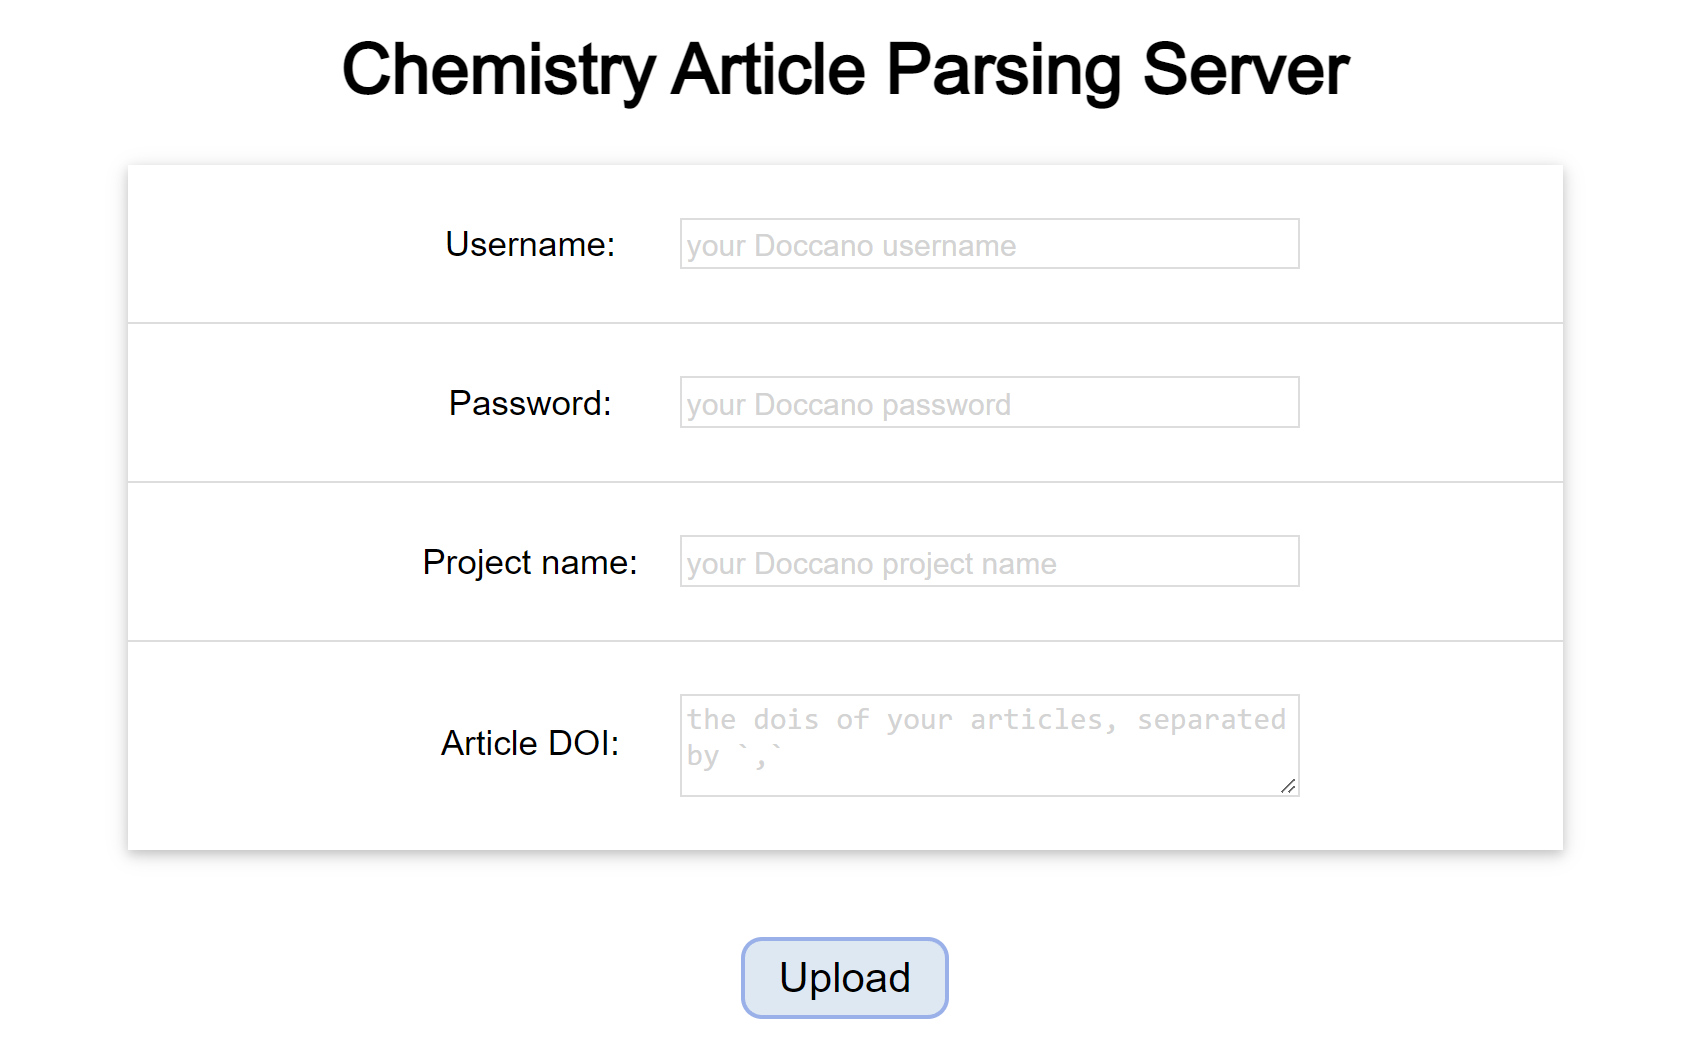 Chemistry Article Parsing Server
Username:
your Doccano username
Password:
your Doccano password
Project name:
your Doccano project name
Article DOI:
the dois of your articles, separated
by `,`
Upload